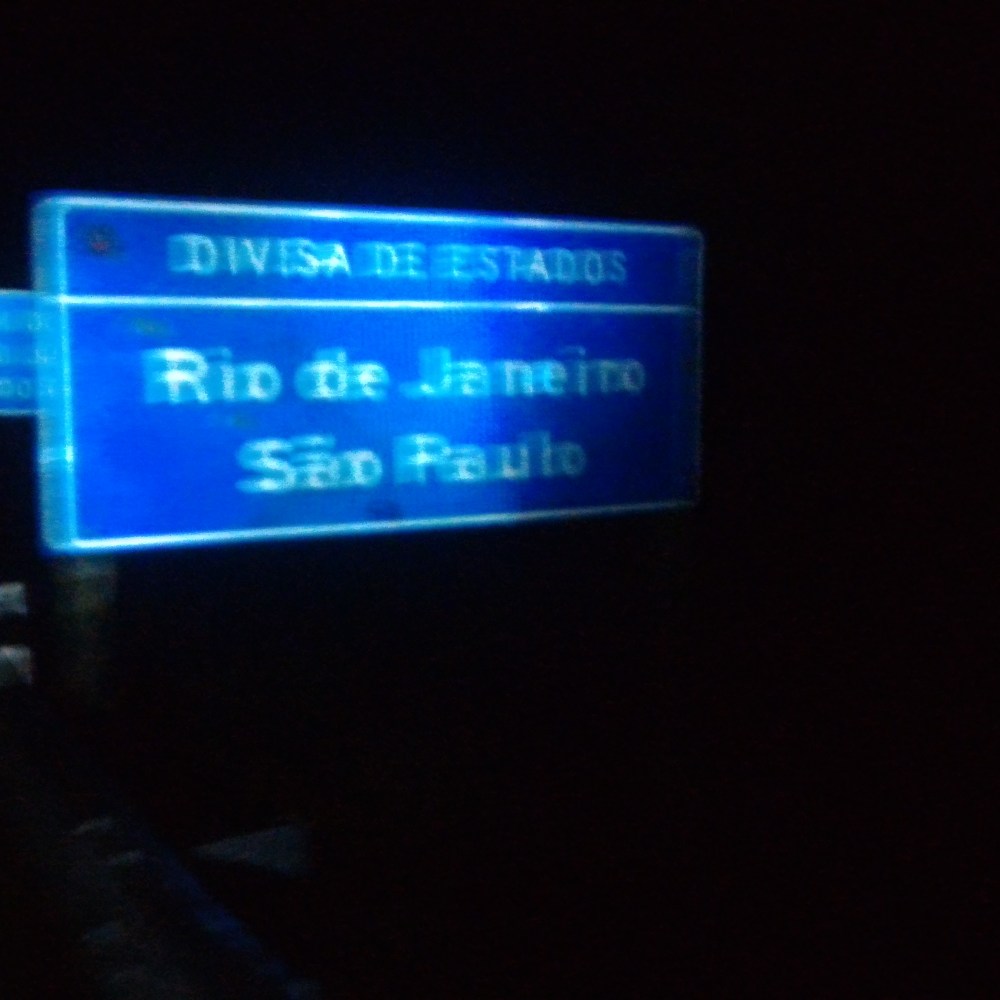 DIVISA DE ESTADOS
Rio de Janeiro
São Paulo